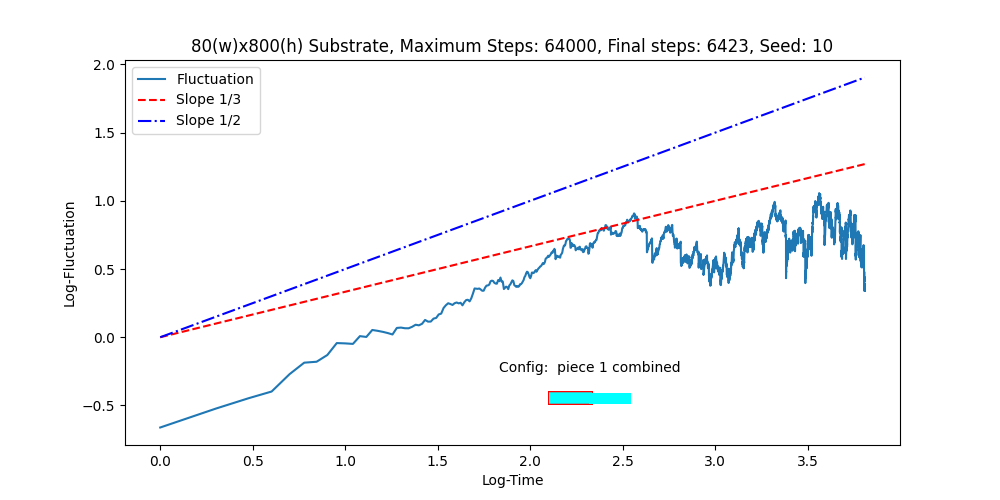 80(w)x800(h) Substrate, Maximum Steps: 64000, Final steps: 6423, Seed: 10
Fluctuation
Slope 1/3
Slope 1/2
Log-Fluctuation
2.0
1.5
1.0
0.5
0.0
−0.5
Config:  piece 1 combined
0.0 0.5 1.0 1.5 2.0 2.5 3.0 3.5
Log-Time